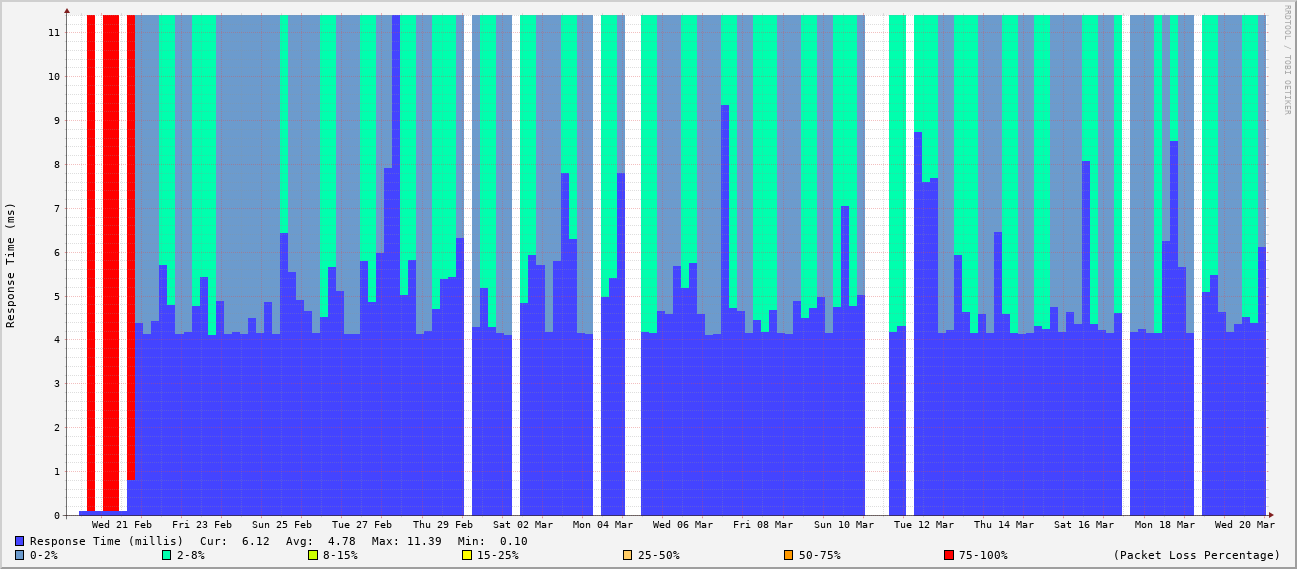 RRDTOOL / TOBI OETIKER
Response Time (ms)
11
10
9
8
7
6
5
4
3
2
1
0
Wed 21 Feb Fri 23 Feb Sun 25 Feb Tue 27 Feb Thu 29 Feb Sat 02 Mar Mon 04 Mar Wed 06 Mar Fri 08 Mar Sun 10 Mar Tue 12 Mar Thu 14 Mar Sat 16 Mar Mon 18 Mar Wed 20 Mar
Response Time (millis) Cur: 6.12 Avg: 4.78 Max: 11.39 Min: 0.10
0-2% 2-8% 8-15% 15-25% 25-50% 50-75% 75-100% (Packet Loss Percentage)